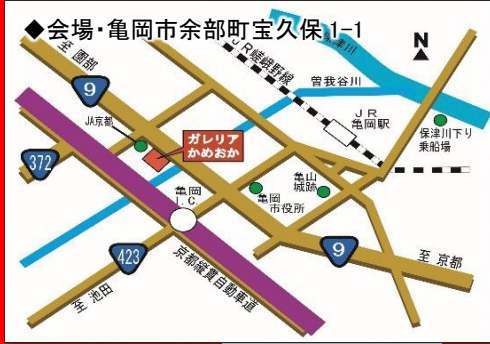 ◆会場・亀岡市余部町宝久保1-1
至 園部
JR嵯峨野線
保津川
N
9
曽我谷川
JA京都
ガレリア
かめおか
JR
亀岡駅
保津川下り
乗船場
372
亀岡
I.C.
亀山
城跡
亀岡
市役所
423
9
至 京都
至 池田
京都縦貫自動車道